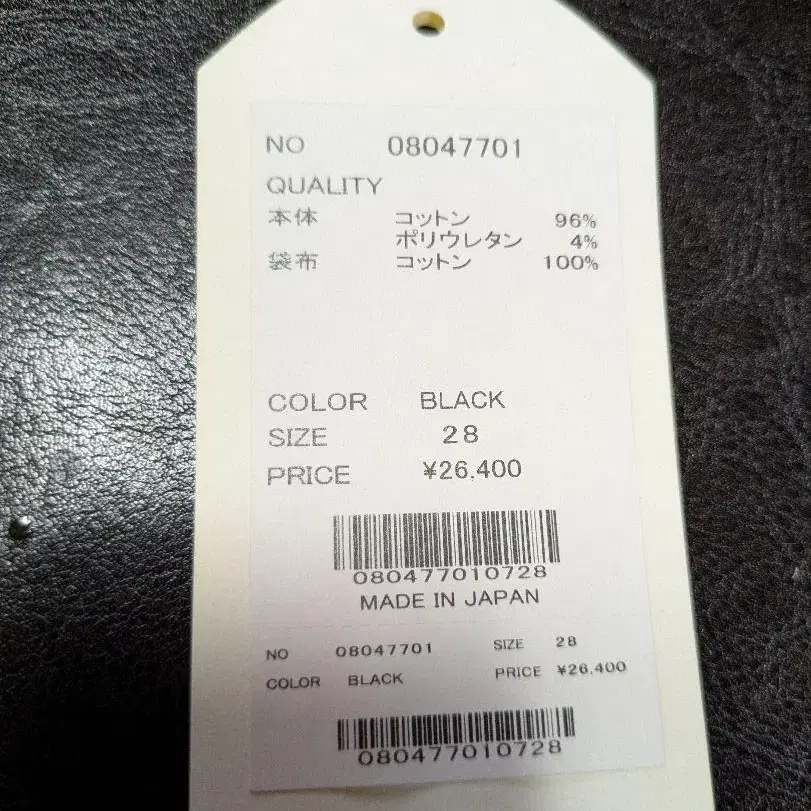 NO 08047701
QUALITY
本体 コットン 96%
ポリウレタン 4%
袋布 コットン 100%
COLOR BLACK
SIZE 28
PRICE ¥26,400
080477010728
MADE IN JAPAN
NO 08047701 SIZE 28
COLOR BLACK PRICE ¥26,400
080477010728